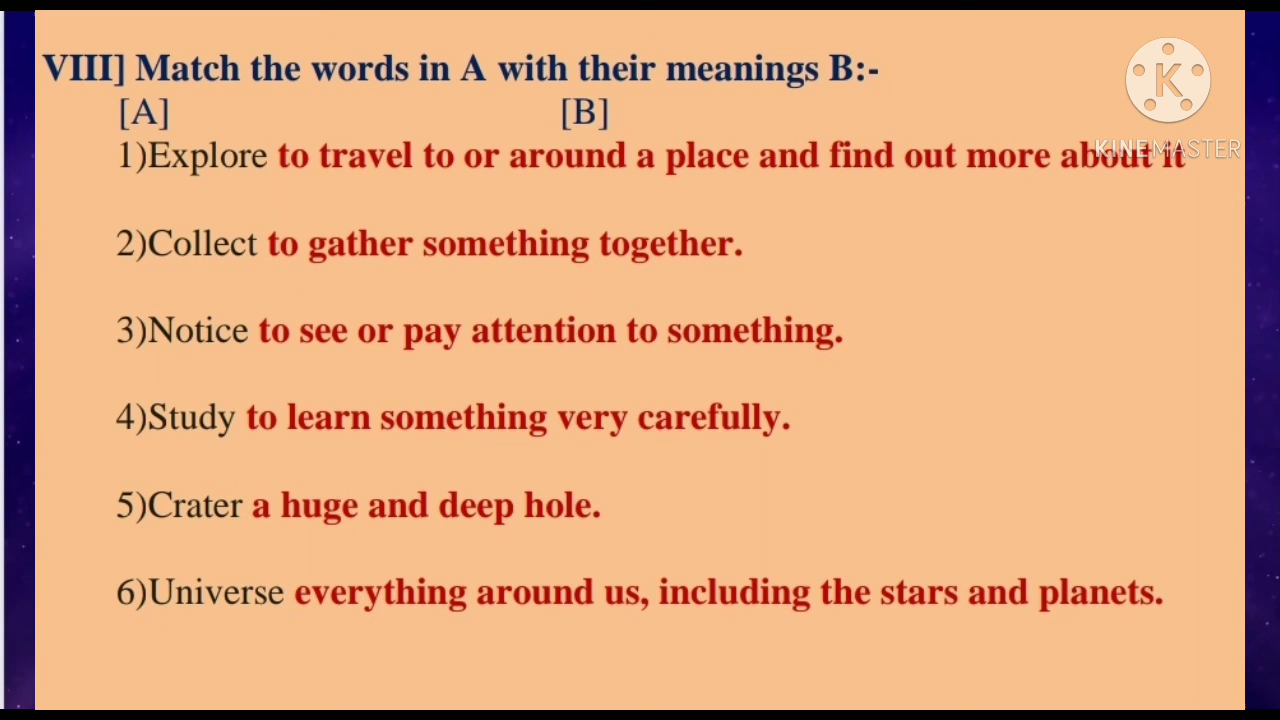 VIII] Match the words in A with their meanings B:-
[A] [B]
1)Explore to travel to or around a place and find out more about it
K
KINEMASTER
2)Collect to gather something together.
3)Notice to see or pay attention to something.
4)Study to learn something very carefully.
5)Crater a huge and deep hole.
6)Universe everything around us, including the stars and planets.